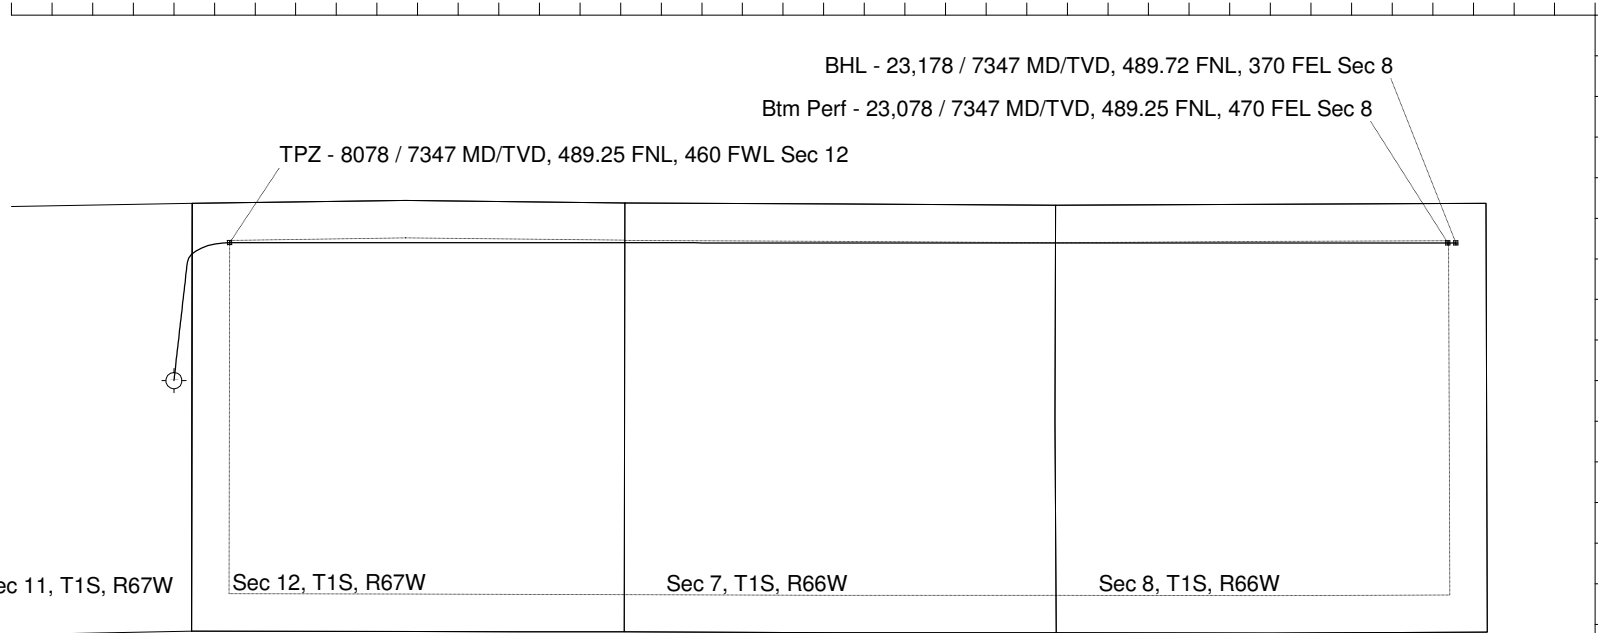 BHL - 23,178 / 7347 MD/TVD, 489.72 FNL, 370 FEL Sec 8
Btm Perf - 23,078 / 7347 MD/TVD, 489.25 FNL, 470 FEL Sec 8
TPZ - 8078 / 7347 MD/TVD, 489.25 FNL, 460 FWL Sec 12
ec 11, T1S, R67W
Sec 12, T1S, R67W
Sec 7, T1S, R66W
Sec 8, T1S, R66W